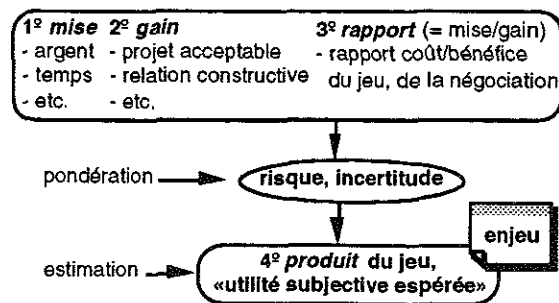 1º mise 2º gain 3º rapport (= mise/gain)
- argent - projet acceptable - rapport coût/bénéfice
- temps - relation constructive du jeu, de la négociation
- etc. - etc.
pondération risque, incertitude
enjeu
estimation 4º produit du jeu,
«utilité subjective espérée»